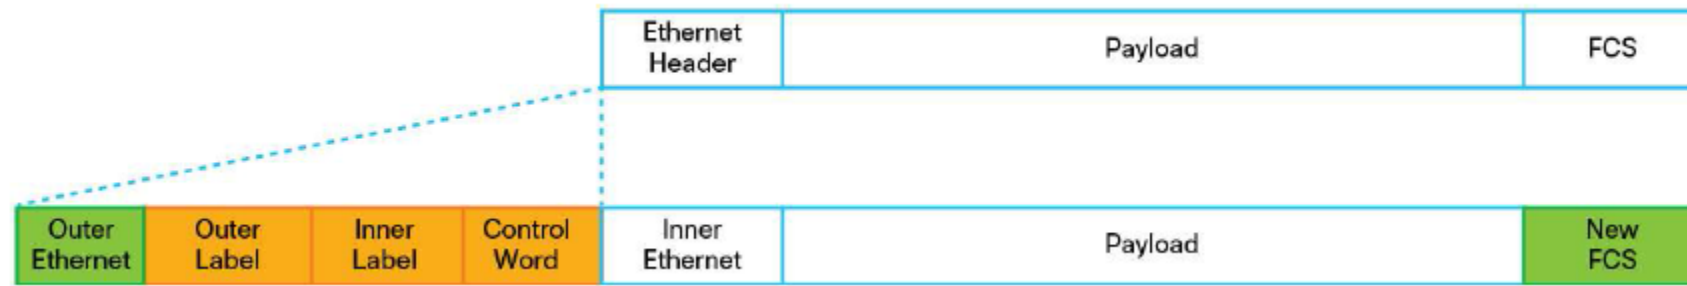 Ethernet
Header
Payload
FCS
Outer
Ethernet
Outer
Label
Inner
Label
Control
Word
Inner
Ethernet
Payload
New
FCS